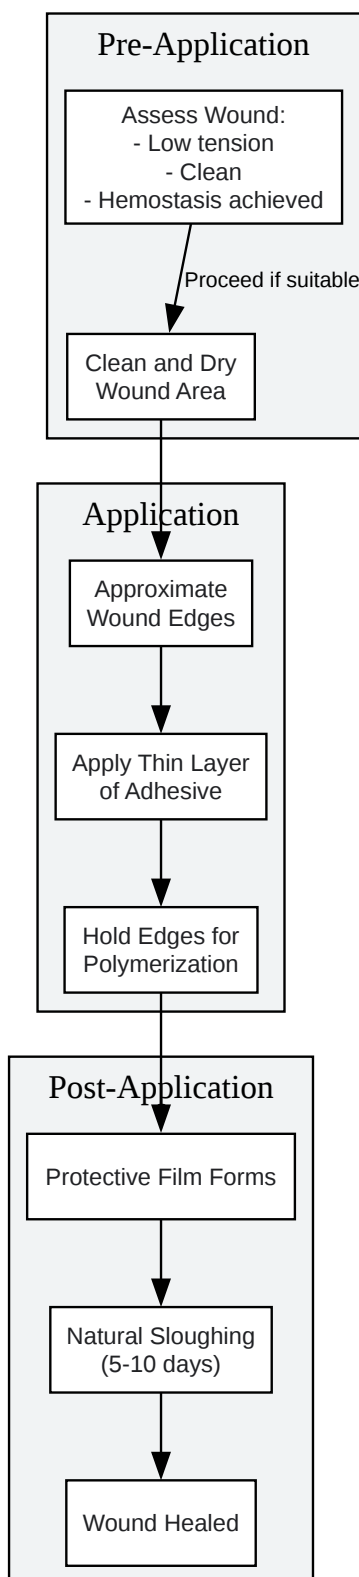 Pre-Application
Assess Wound:
- Low tension
- Clean
- Hemostasis achieved
Proceed if suitable
Clean and Dry
Wound Area
Application
Approximate
Wound Edges
Apply Thin Layer
of Adhesive
Hold Edges for
Polymerization
Post-Application
Protective Film Forms
Natural Sloughing
(5-10 days)
Wound Healed